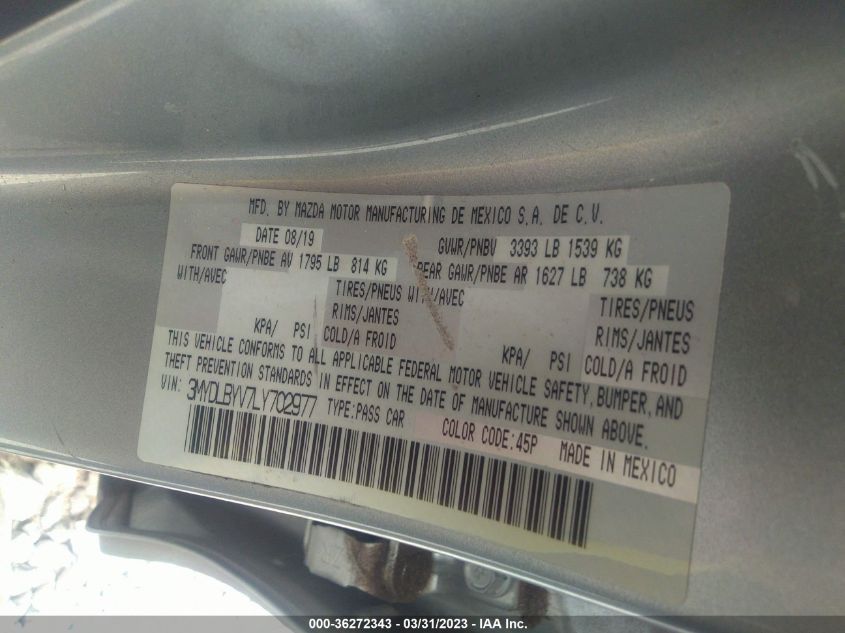 MFD. BY MAZDA MOTOR MANUFACTURING DE MEXICO S.A. DE C.V.
DATE 08/19 GVWR/PNBV 3393 LB 1539 KG
FRONT GAWR/PNBE AV 1795 LB 814 KG REAR GAWR/PNBE AR 1627 LB 738 KG
WITH/AVEC TIRES/PNEUS WITH/AVEC TIRES/PNEUS
RIMS/JANTES RIMS/JANTES
KPA/ PSI COLD/A FROID KPA/ PSI COLD/A FROID
THIS VEHICLE CONFORMS TO ALL APPLICABLE FEDERAL MOTOR VEHICLE SAFETY, BUMPER, AND
THEFT PREVENTION STANDARDS IN EFFECT ON THE DATE OF MANUFACTURE SHOWN ABOVE.
VIN: 3MYDLBYV7LY702977 TYPE:PASS CAR
COLOR CODE:45P MADE IN MEXICO
000-36272343 - 03/31/2023 - IAA Inc.